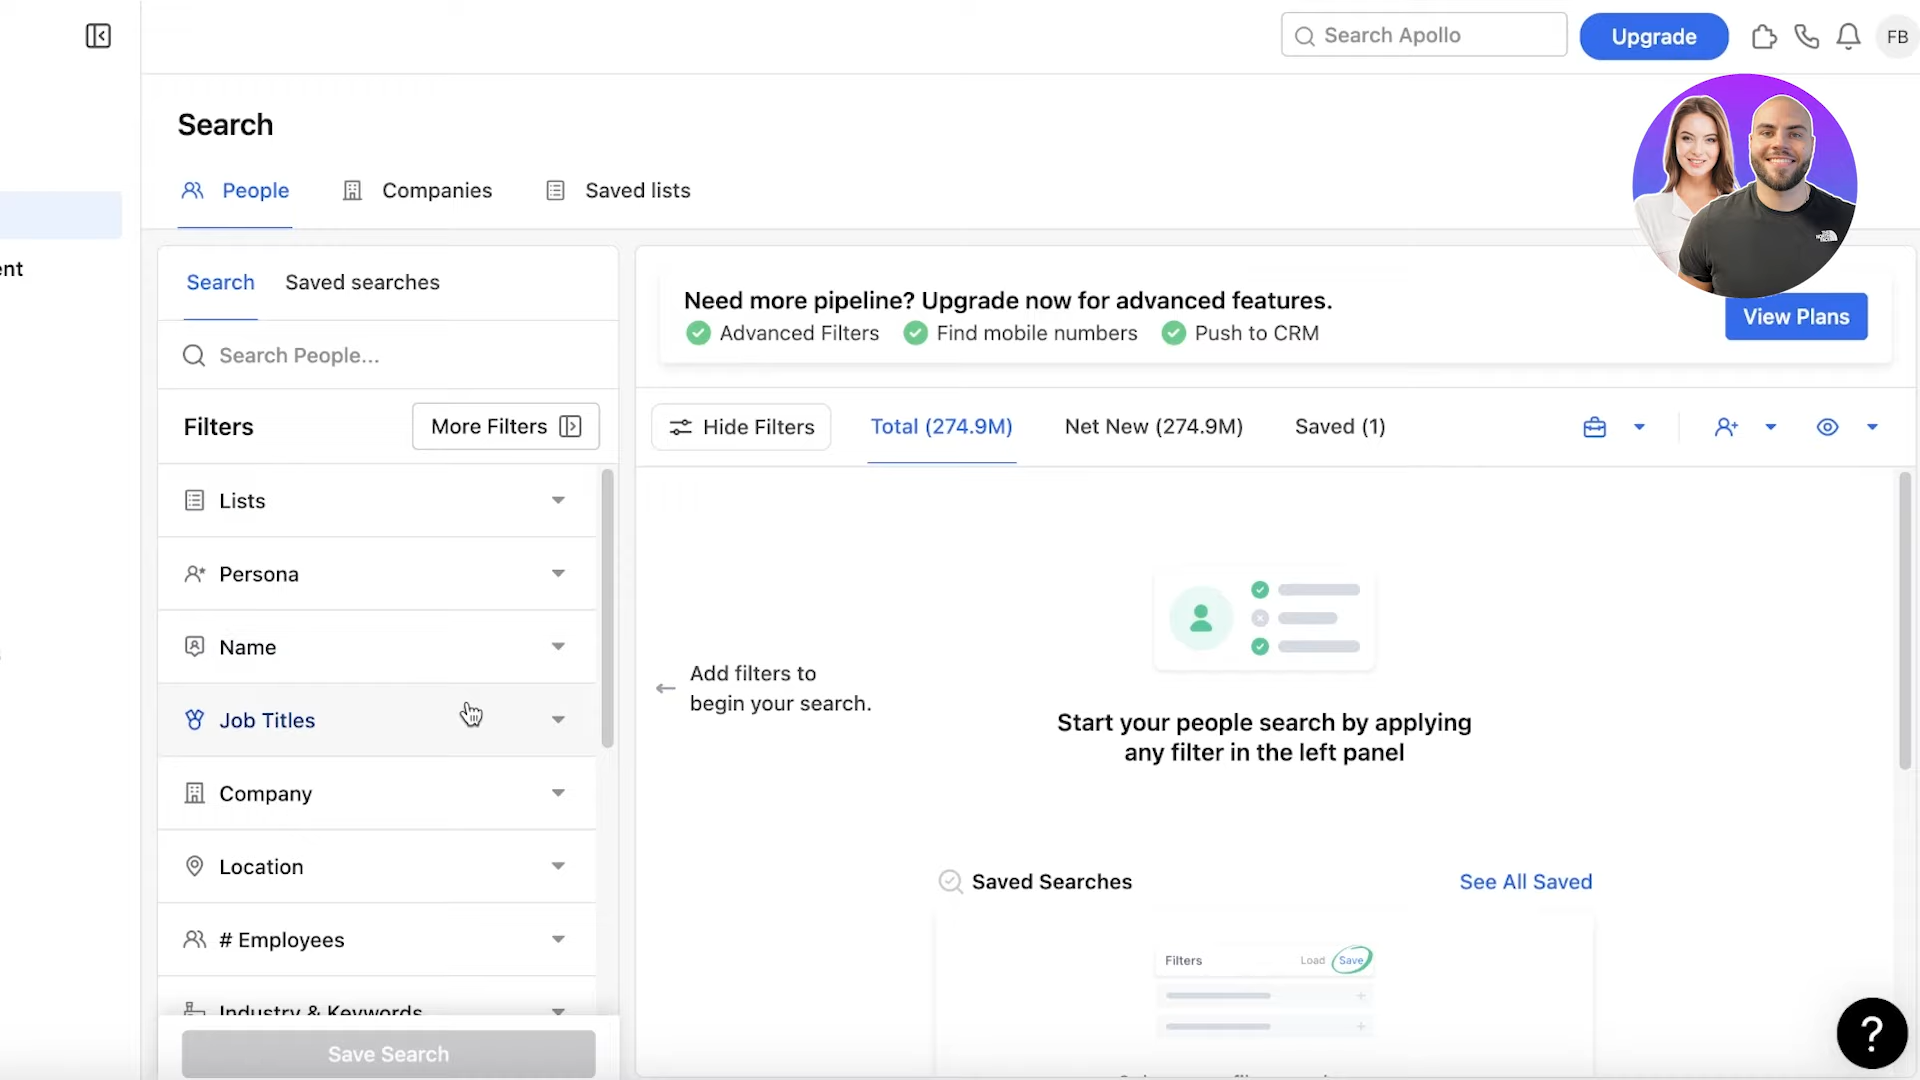 Search Apollo
Upgrade
FB
Search
People
Companies
Saved lists
ent
Search
Saved searches
Search People...
Filters
More Filters
Lists
Persona
Name
Job Titles
Company
Location
# Employees
Industry & Keywords
Save Search
Need more pipeline? Upgrade now for advanced features.
Advanced Filters
Find mobile numbers
Push to CRM
View Plans
Hide Filters
Total (274.9M)
Net New (274.9M)
Saved (1)
Add filters to
begin your search.
Start your people search by applying
any filter in the left panel
Saved Searches
See All Saved
Filters
Load
Save
?
THE
NORTH
FACE